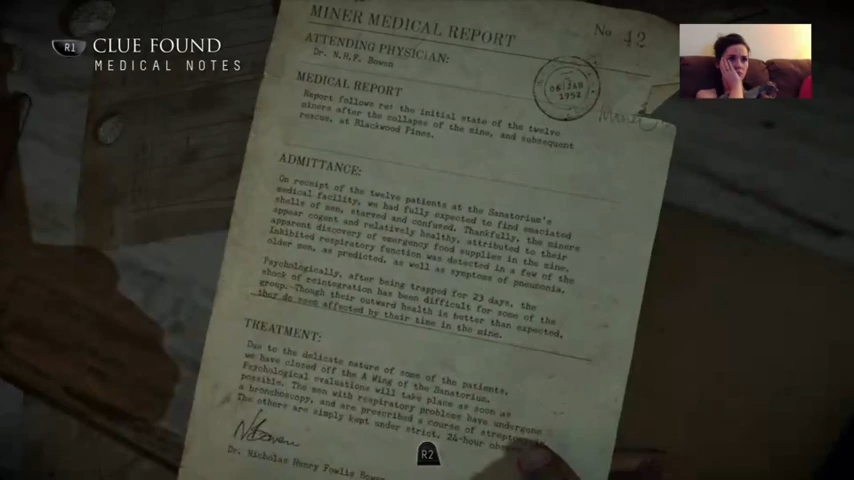 R1 CLUE FOUND
MEDICAL NOTES
MINER MEDICAL REPORT No 42
ATTENDING PHYSICIAN:
Dr. N.H.F. Bowen
06 JAN
1952
MEDICAL REPORT
Report follows re: the initial state of the twelve
miners after the collapse of the mine, and subsequent
rescue, at Blackwood Pines.
ADMITTANCE:
On receipt of the twelve patients at the Sanatorium's
medical facility, we had fully expected to find emaciated
shells of men, starved and confused. Thankfully, the miners
appear cogent and relatively healthy, attributed to their
apparent discovery of emergency food supplies in the mine.
Inhibited respiratory function was detected in a few of the
older men, as predicted, as well as symptoms of pneumonia.
Psychologically, after being trapped for 23 days, the
shock of reintegration has been difficult for some of the
group. Though their outward health is better than expected,
they do seem affected by their time in the mine.
TREATMENT:
Due to the delicate nature of some of the patients,
we have closed off the A Wing of the Sanatorium.
Psychological evaluations will take place as soon as
possible. The men with respiratory problems have undergone
a bronchoscopy, and are prescribed a course of
The others are simply kept under strict, 24-hour
NBowen
Dr. Nicholas Henry Fowlis Bowen
R2